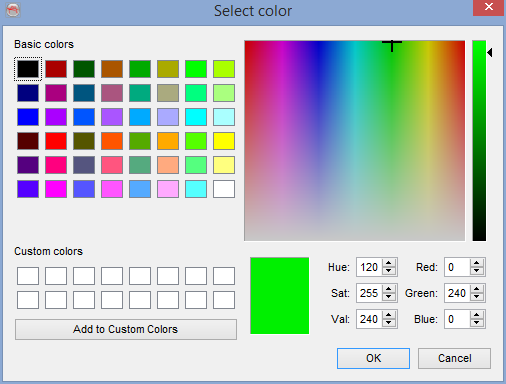 Select color
Basic colors
Custom colors
Add to Custom Colors
Hue: 120 Red: 0
Sat: 255 Green: 240
Val: 240 Blue: 0
OK Cancel